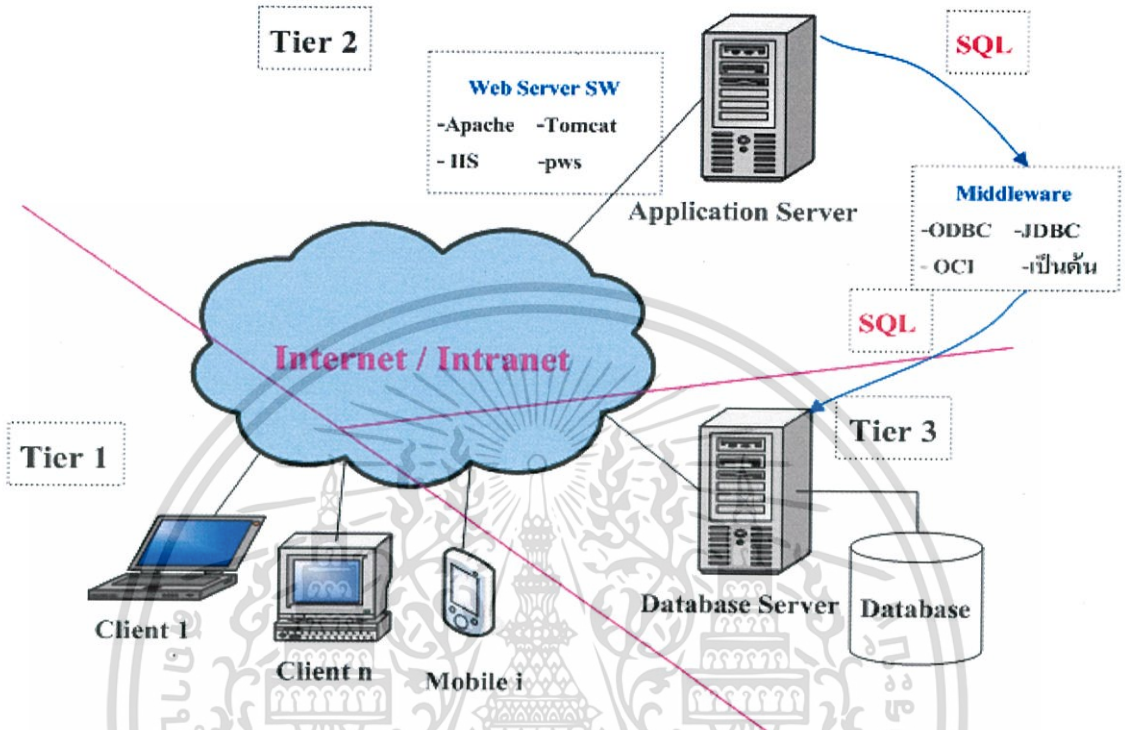 Tier 2
SQL
Web Server SW
-Apache -Tomcat
- IIS -pws
Application Server
Middleware
-ODBC -JDBC
- OCI -เป็นต้น
SQL
Internet / Intranet
Tier 1
Tier 3
Client 1
Client n
Mobile i
Database Server
Database